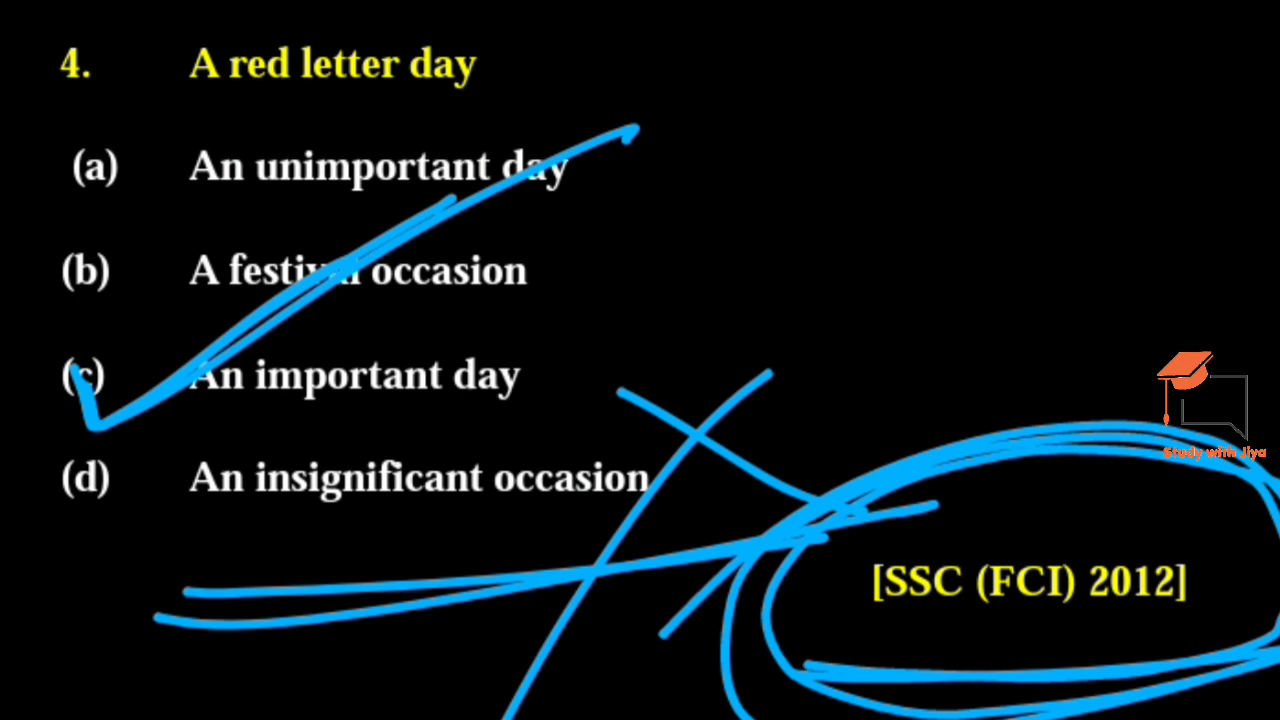 4. A red letter day
(a) An unimportant day
(b) A festival occasion
(c) An important day
(d) An insignificant occasion
Study with Jiya
[SSC (FCI) 2012]